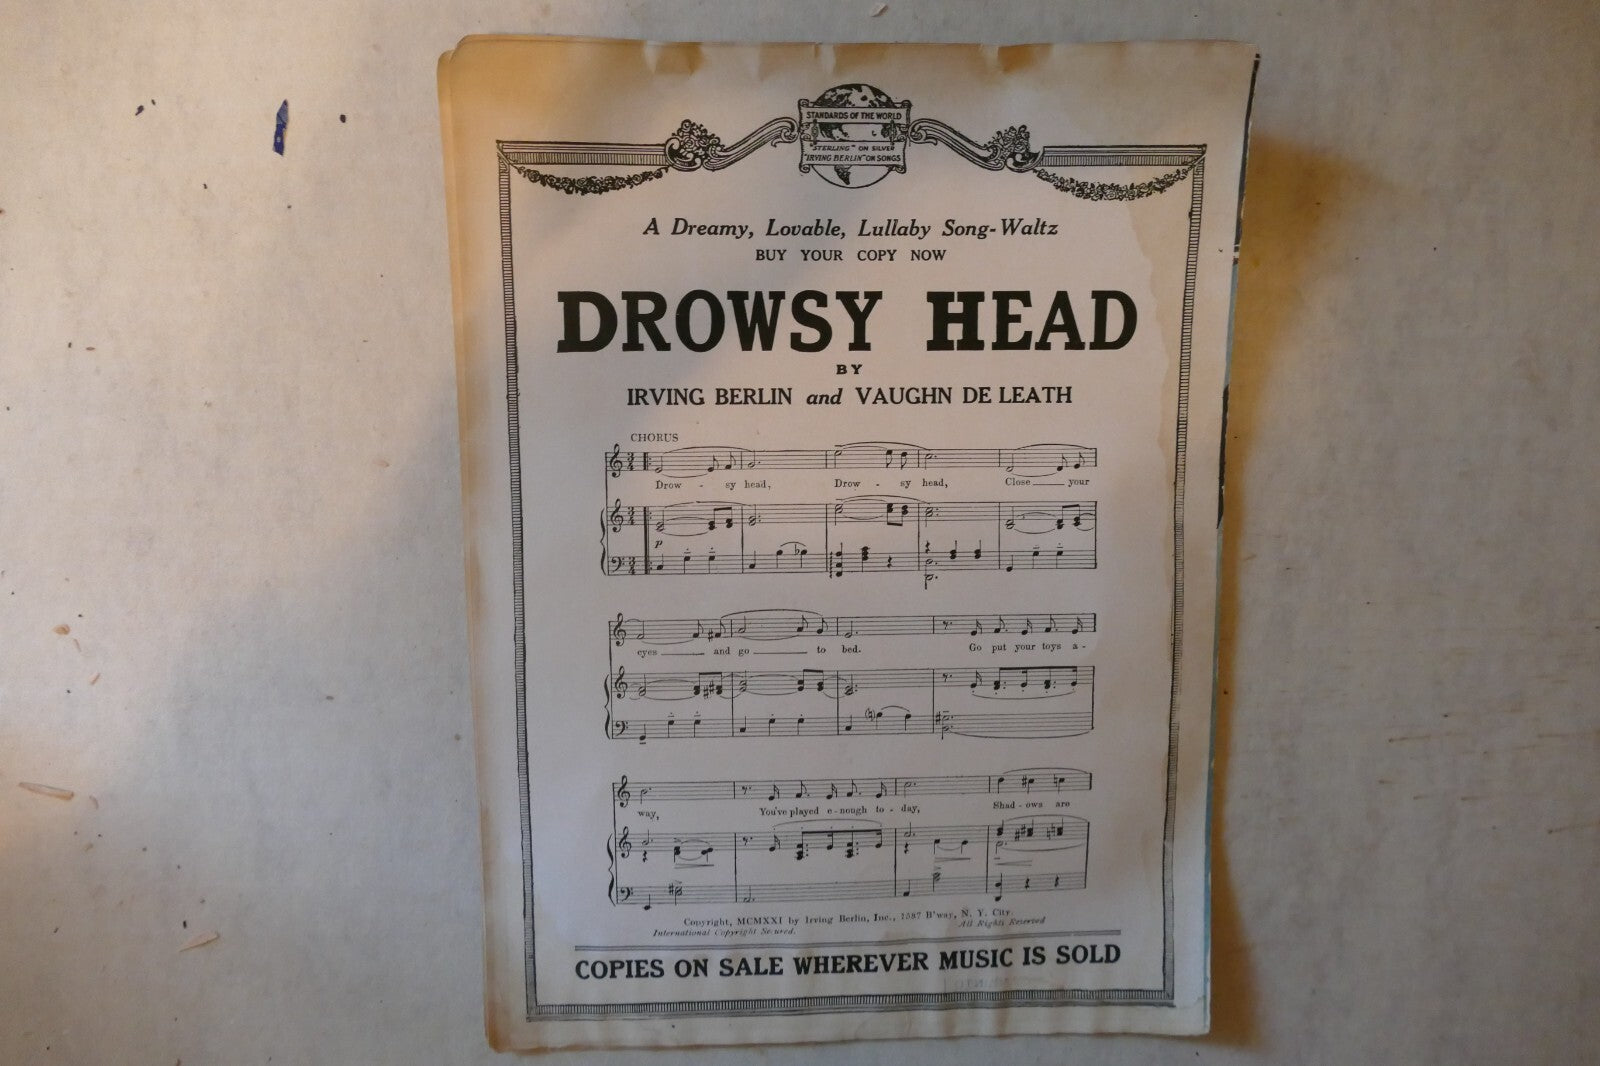 STANDARDS OF THE WORLD
"STERLING" ON SILVER
"IRVING BERLIN" ON SONGS
A Dreamy, Lovable, Lullaby Song-Waltz
BUY YOUR COPY NOW
DROWSY HEAD
BY
IRVING BERLIN and VAUGHN DE LEATH
CHORUS
Drow - sy head, Drow - sy head, Close your
p
eyes and go to bed. Go put your toys a-
way, You've played e-nough to-day, Shad-ows are
Copyright, MCMXXI by Irving Berlin, Inc., 1587 B'way, N. Y. City.
International Copyright Secured. All Rights Reserved
COPIES ON SALE WHEREVER MUSIC IS SOLD